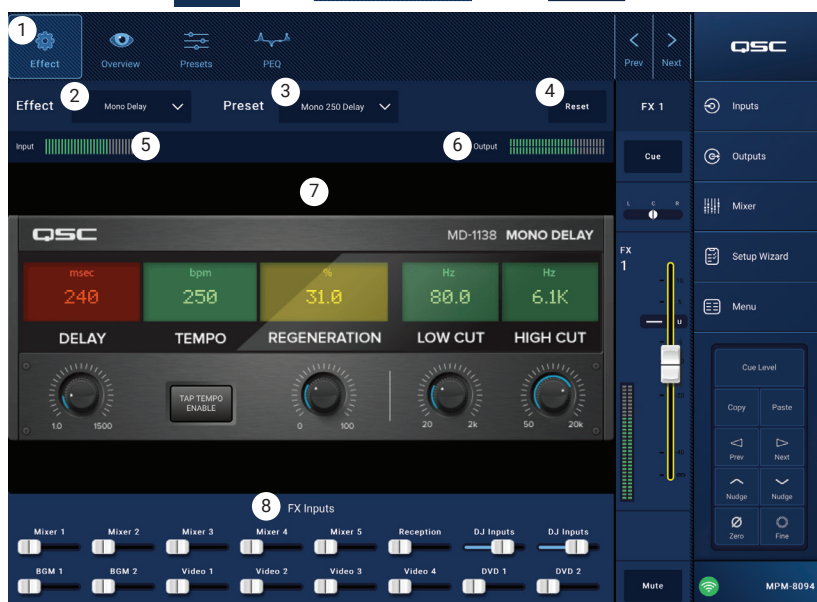 1
Effect
Overview
Presets
PEQ
Prev
Next
QSC
Effect
2
Mono Delay
Preset
3
Mono 250 Delay
4
Reset
FX 1
Inputs
Input
5
6
Output
Cue
Outputs
7
L C R
Mixer
QSC
MD-1138 MONO DELAY
FX
1
Setup Wizard
msec
240
bpm
250
%
31.0
Hz
80.0
Hz
6.1K
10
5
U
Menu
DELAY
TEMPO
REGENERATION
LOW CUT
HIGH CUT
Cue Level
TAP TEMPO
ENABLE
1.0 1500
0 100
20 2k
50 20k
Copy
Paste
Prev
Next
-40
Nudge
Nudge
8
FX Inputs
Mixer 1
Mixer 2
Mixer 3
Mixer 4
Mixer 5
Reception
DJ Inputs
DJ Inputs
Zero
Fine
BGM 1
BGM 2
Video 1
Video 2
Video 3
Video 4
DVD 1
DVD 2
Mute
MPM-8094